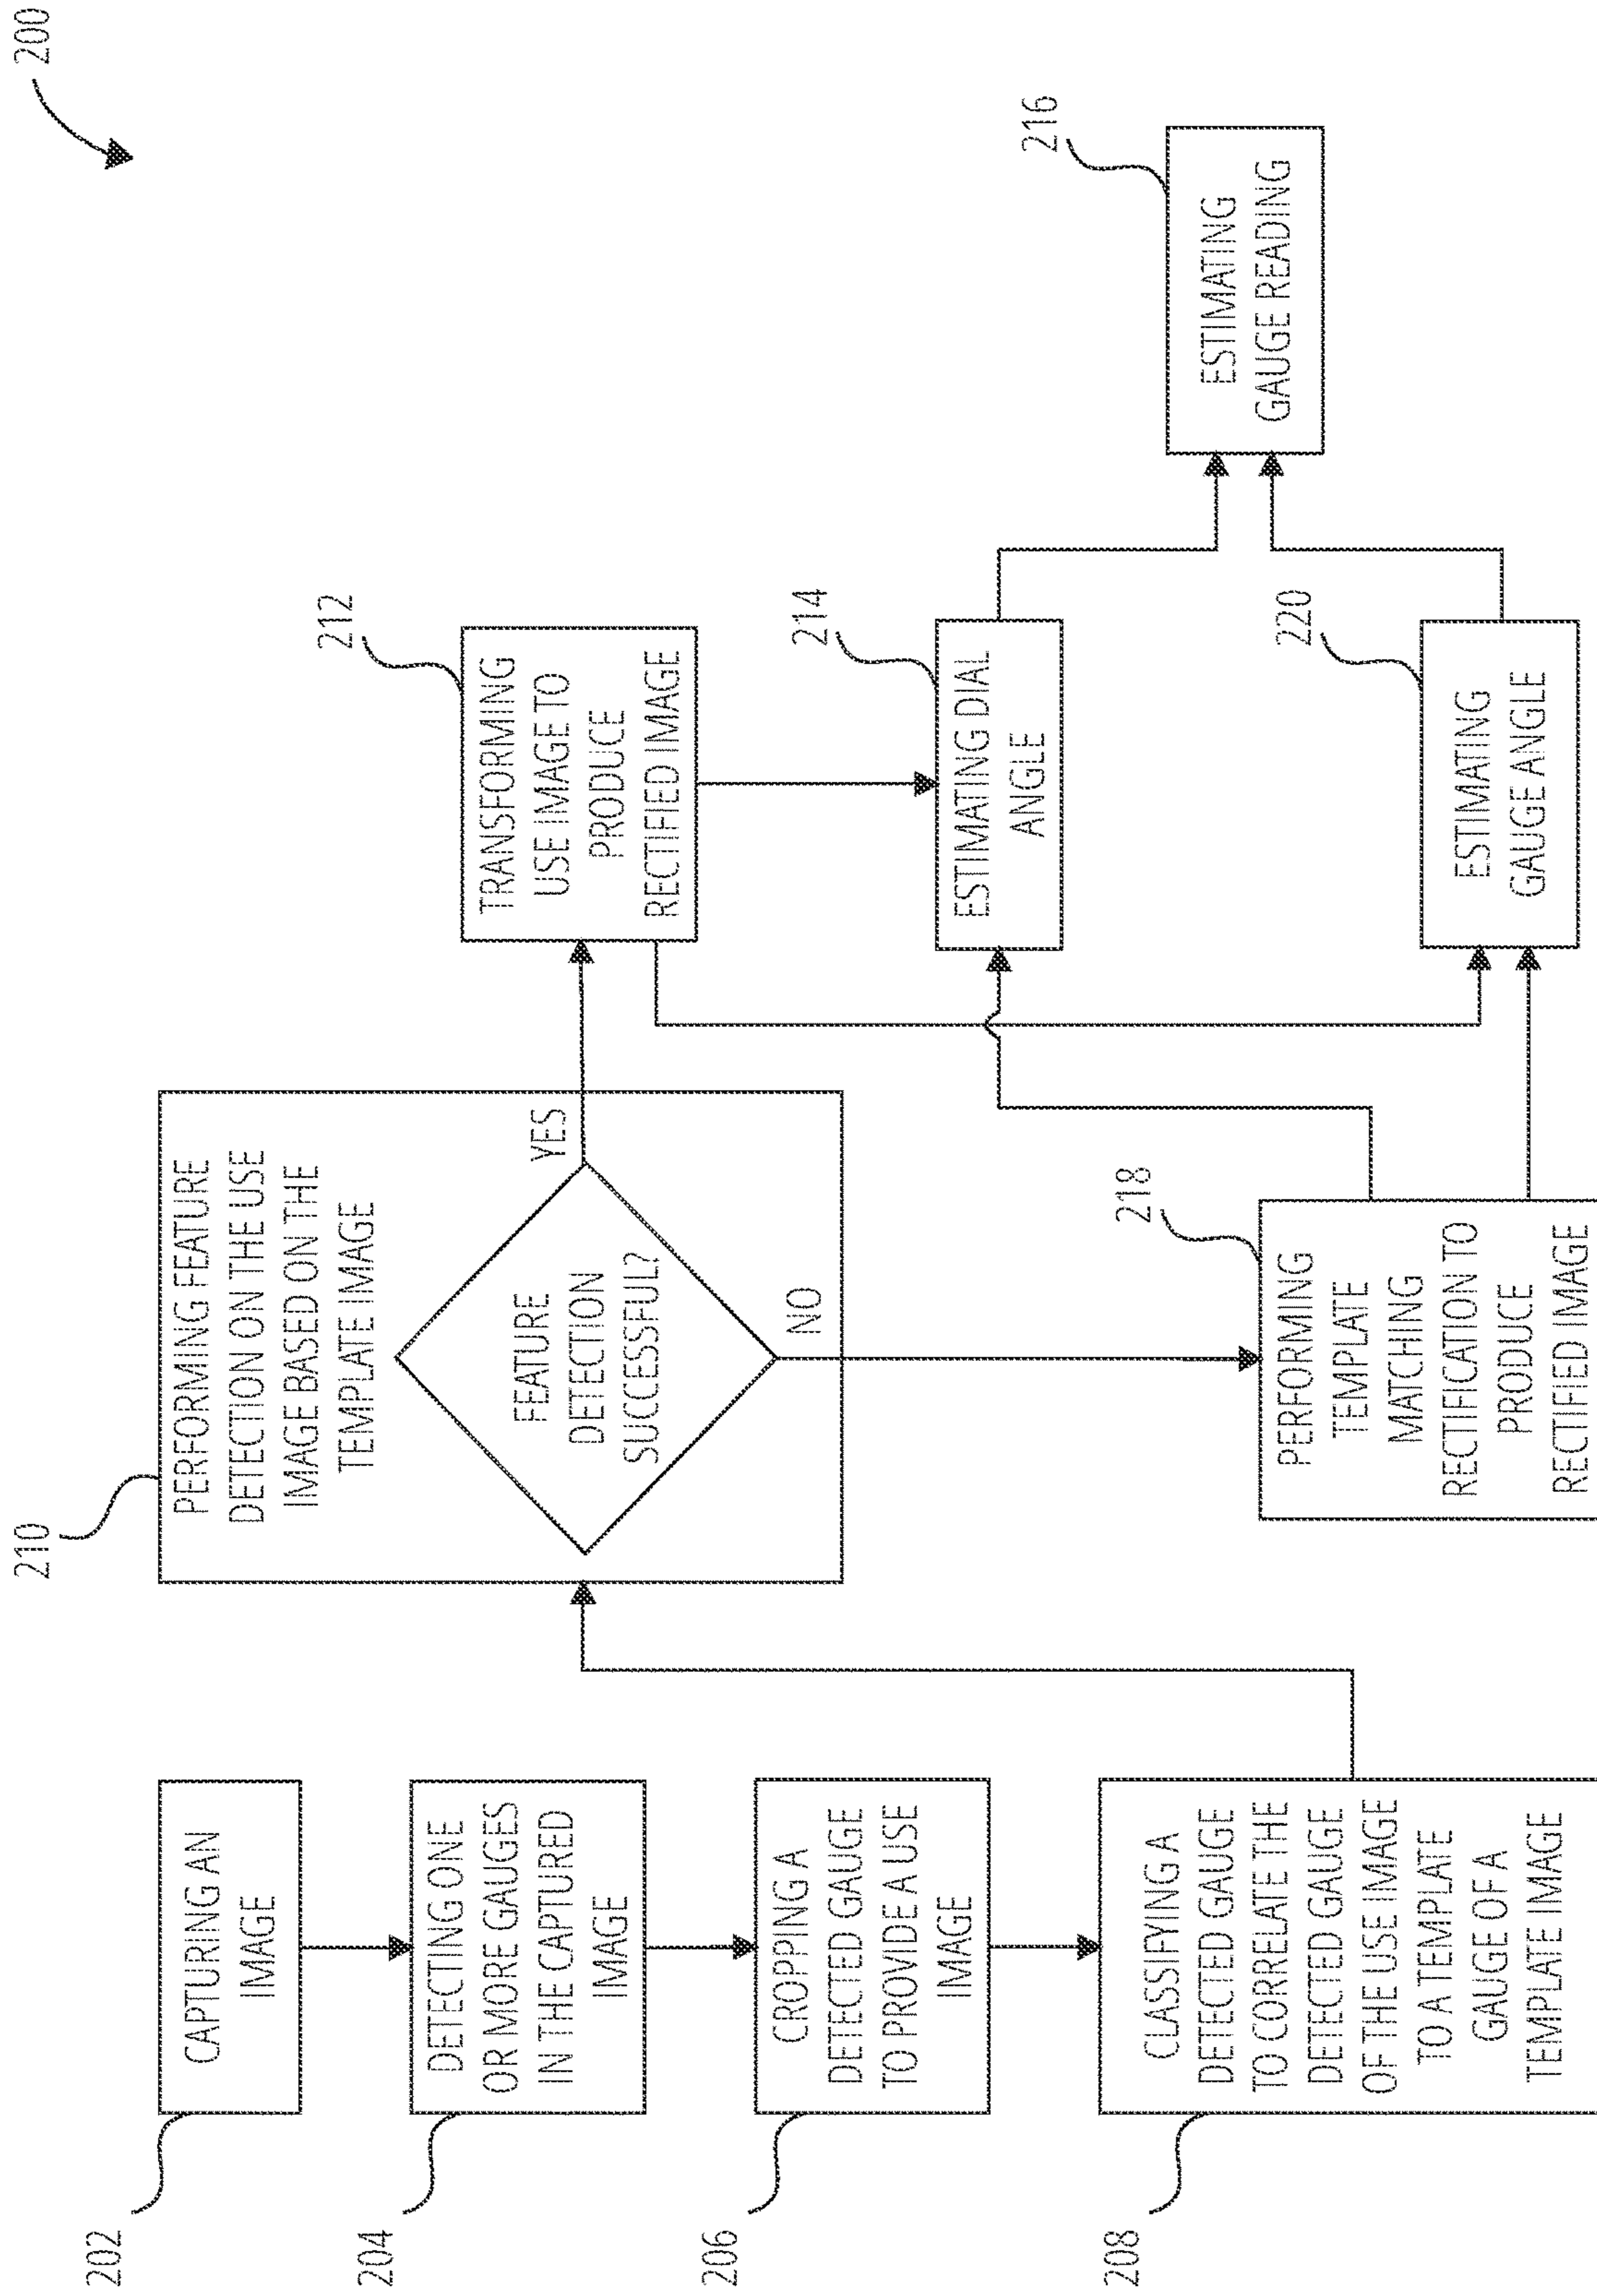 200
202
CAPTURING AN
IMAGE
204
DETECTING ONE
OR MORE GAUGES
IN THE CAPTURED
IMAGE
206
CROPPING A
DETECTED GAUGE
TO PROVIDE A USE
IMAGE
208
CLASSIFYING A
DETECTED GAUGE
TO CORRELATE THE
DETECTED GAUGE
OF THE USE IMAGE
TO A TEMPLATE
GAUGE OF A
TEMPLATE IMAGE
210
PERFORMING FEATURE
DETECTION ON THE USE
IMAGE BASED ON THE
TEMPLATE IMAGE
FEATURE
DETECTION
SUCCESSFUL?
YES
NO
212
TRANSFORMING
USE IMAGE TO
PRODUCE
RECTIFIED IMAGE
214
ESTIMATING DIAL
ANGLE
216
ESTIMATING
GAUGE READING
218
PERFORMING
TEMPLATE
MATCHING
RECTIFICATION TO
PRODUCE
RECTIFIED IMAGE
220
ESTIMATING
GAUGE ANGLE